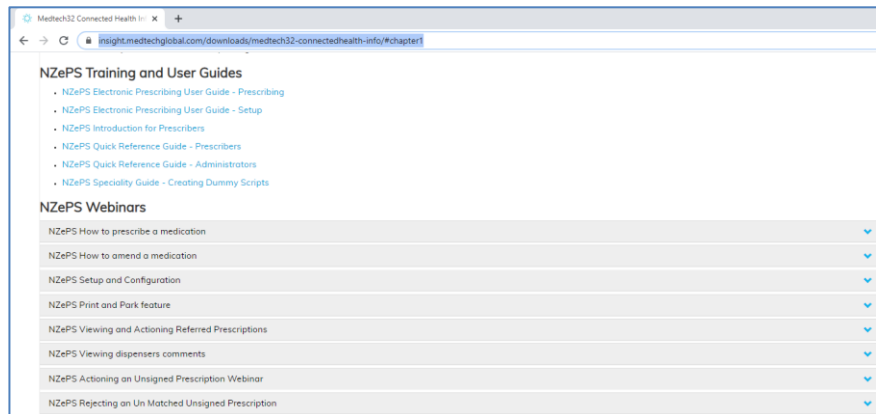 Medtech32 Connected Health In
insight.medtechglobal.com/downloads/medtech32-connectedhealth-info/#chapter1
NZePS Training and User Guides
• NZePS Electronic Prescribing User Guide - Prescribing
• NZePS Electronic Prescribing User Guide - Setup
• NZePS Introduction for Prescribers
• NZePS Quick Reference Guide - Prescribers
• NZePS Quick Reference Guide - Administrators
• NZePS Speciality Guide - Creating Dummy Scripts
NZePS Webinars
NZePS How to prescribe a medication
NZePS How to amend a medication
NZePS Setup and Configuration
NZePS Print and Park feature
NZePS Viewing and Actioning Referred Prescriptions
NZePS Viewing dispensers comments
NZePS Actioning an Unsigned Prescription Webinar
NZePS Rejecting an Un Matched Unsigned Prescription